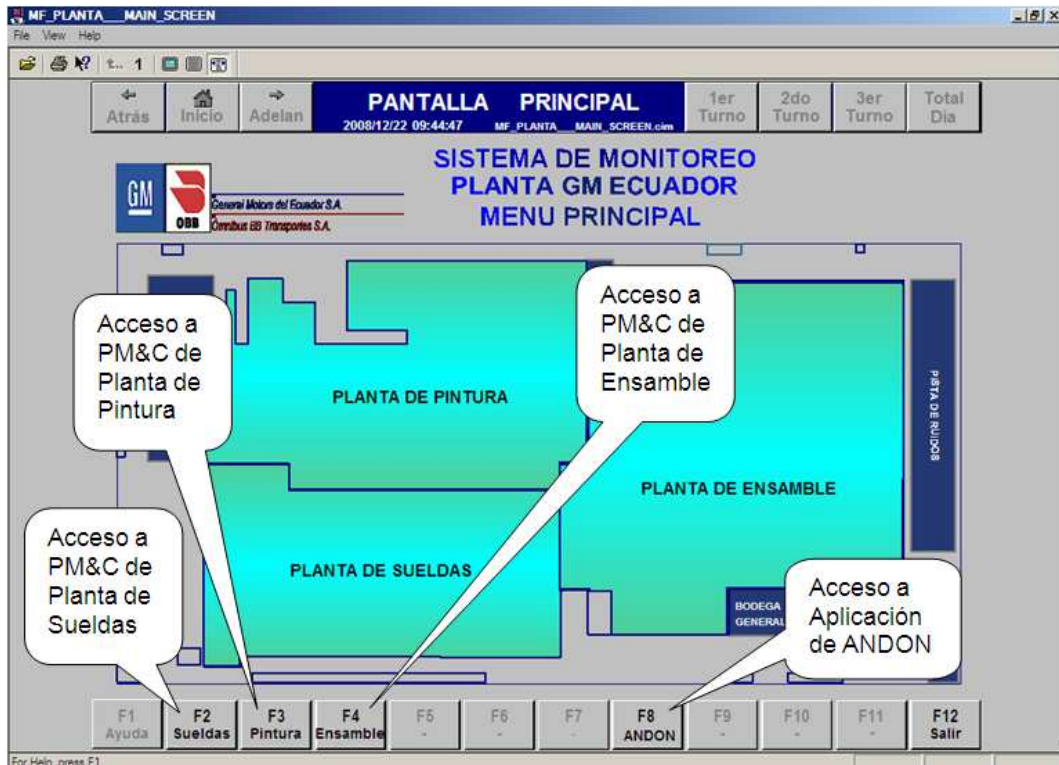 MF_PLANTA___MAIN_SCREEN
File View Help
t... 1
Atrás
Inicio
Adelan
PANTALLA PRINCIPAL
2008/12/22 09:44:47 MF_PLANTA___MAIN_SCREEN.cim
1er Turno
2do Turno
3er Turno
Total Dia
SISTEMA DE MONITOREO
PLANTA GM ECUADOR
MENU PRINCIPAL
GM
OBB
General Motors del Ecuador S.A.
Omnibus BB Transportes S.A.
Acceso a
PM&C de
Planta de
Pintura
Acceso a
PM&C de
Planta de
Ensamble
PLANTA DE PINTURA
PISTA DE RUIDOS
PLANTA DE ENSAMBLE
Acceso a
PM&C de
Planta de
Sueldas
PLANTA DE SUELDAS
BODEGA
GENERAL
Acceso a
Aplicación
de ANDON
F1
Ayuda
F2
Sueldas
F3
Pintura
F4
Ensamble
F5
-
F6
-
F7
-
F8
ANDON
F9
-
F10
-
F11
-
F12
Salir
For Help, press F1